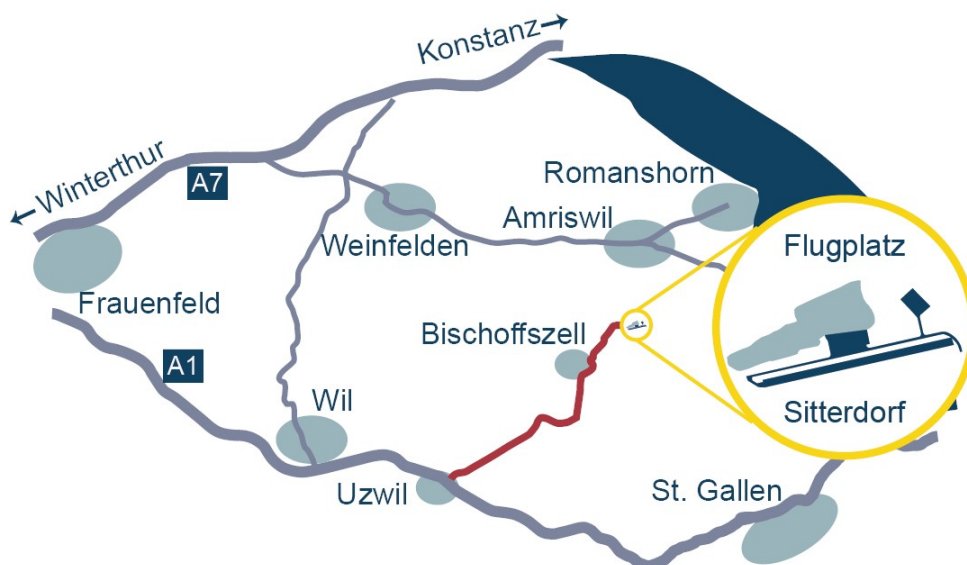 Konstanz →
← Winterthur
A7
Romanshorn
Amriswil
Weinfelden
Flugplatz
Frauenfeld
Bischoffszell
A1
Wil
Sitterdorf
Uzwil
St. Gallen